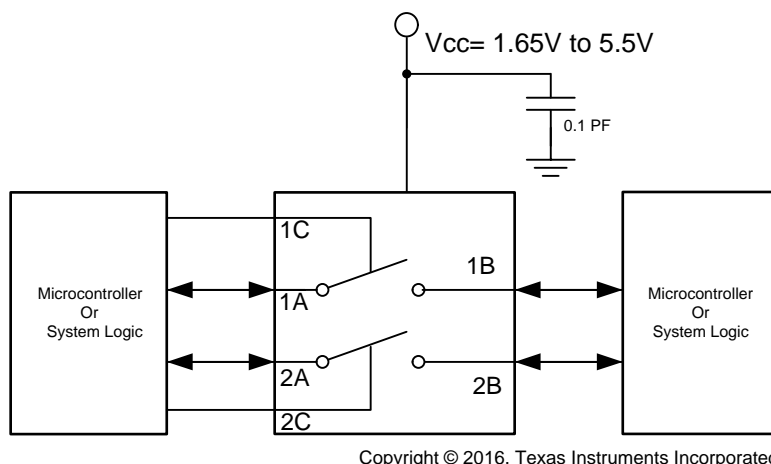 Vcc= 1.65V to 5.5V
0.1 PF
Microcontroller
Or
System Logic
1C
1A
2A
2C
1B
2B
Microcontroller
Or
System Logic
Copyright © 2016, Texas Instruments Incorporated